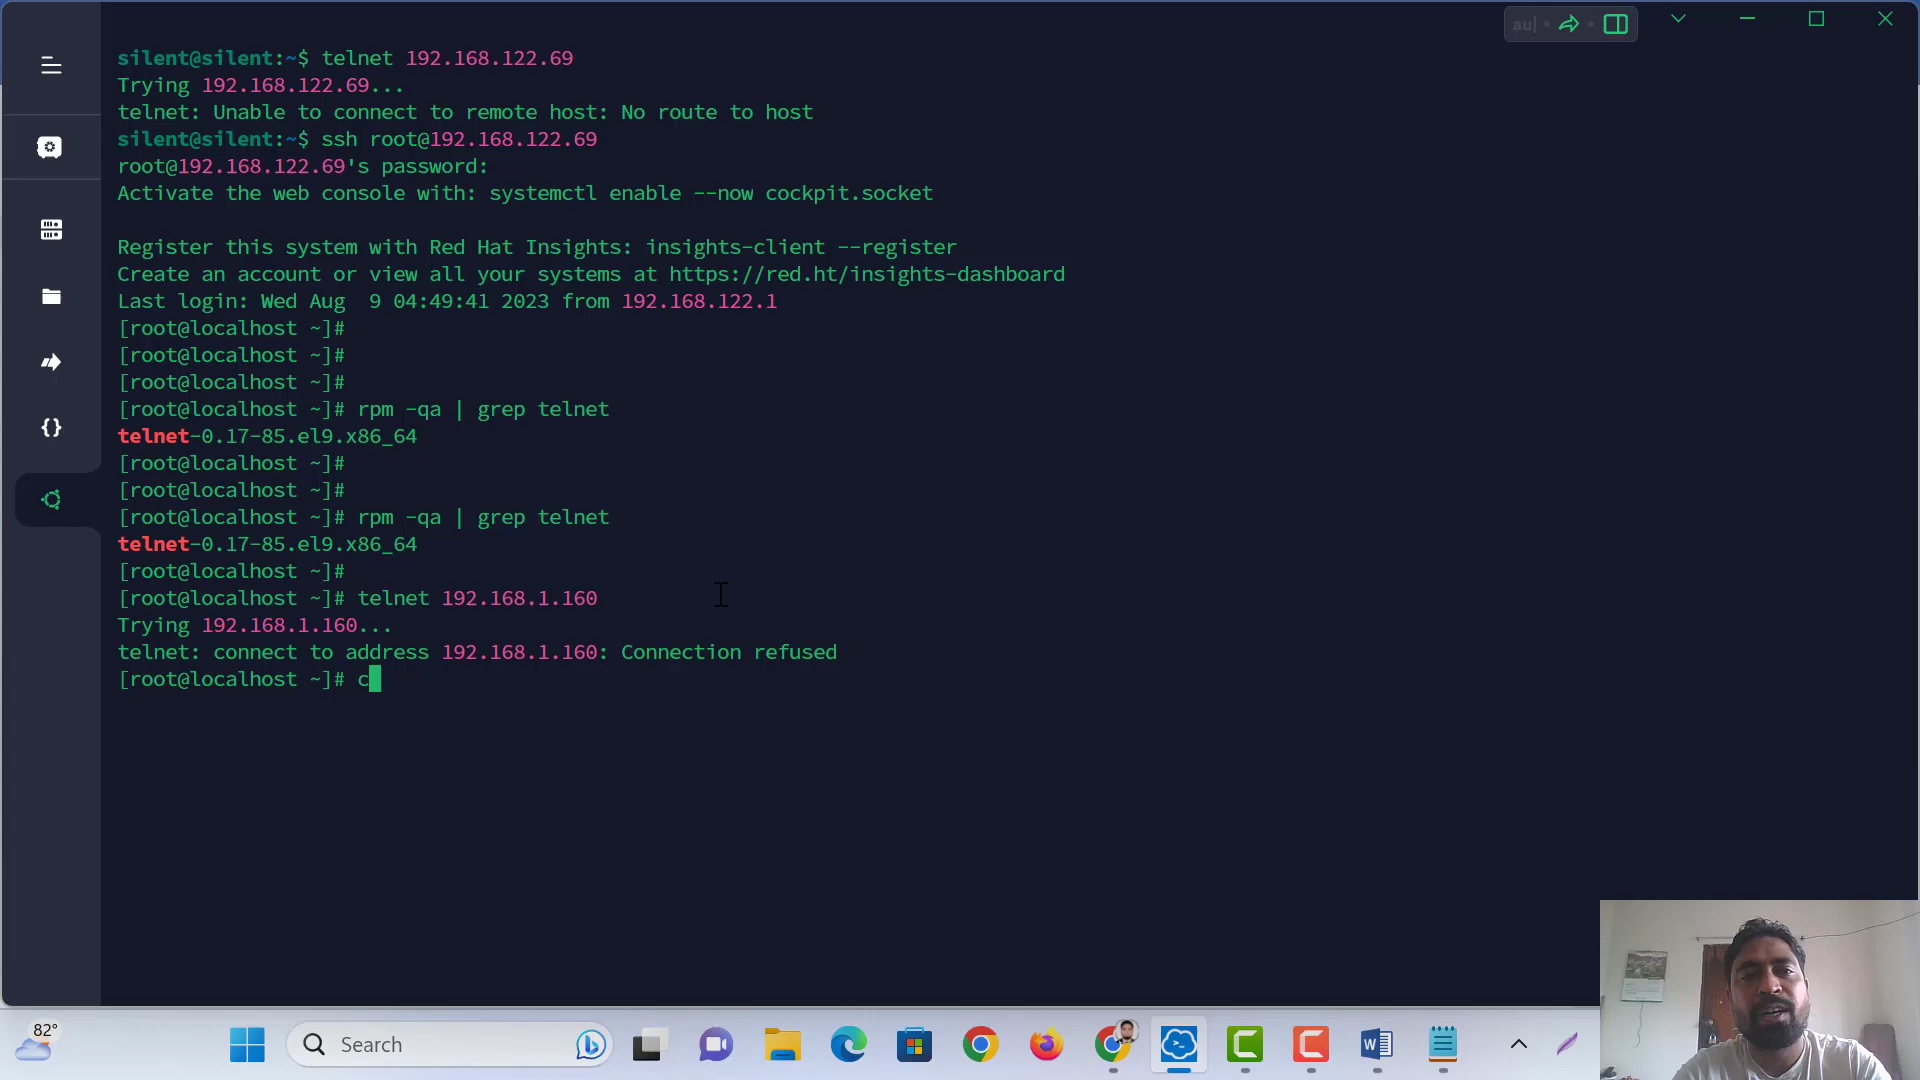 au|
silent@silent:~$ telnet 192.168.122.69
Trying 192.168.122.69...
telnet: Unable to connect to remote host: No route to host
silent@silent:~$ ssh root@192.168.122.69
root@192.168.122.69's password:
Activate the web console with: systemctl enable --now cockpit.socket
Register this system with Red Hat Insights: insights-client --register
Create an account or view all your systems at https://red.ht/insights-dashboard
Last login: Wed Aug  9 04:49:41 2023 from 192.168.122.1
[root@localhost ~]#
[root@localhost ~]#
[root@localhost ~]#
[root@localhost ~]# rpm -qa | grep telnet
telnet-0.17-85.el9.x86_64
[root@localhost ~]#
[root@localhost ~]#
[root@localhost ~]# rpm -qa | grep telnet
telnet-0.17-85.el9.x86_64
[root@localhost ~]#
[root@localhost ~]# telnet 192.168.1.160
Trying 192.168.1.160...
telnet: connect to address 192.168.1.160: Connection refused
[root@localhost ~]# c
82°
Search